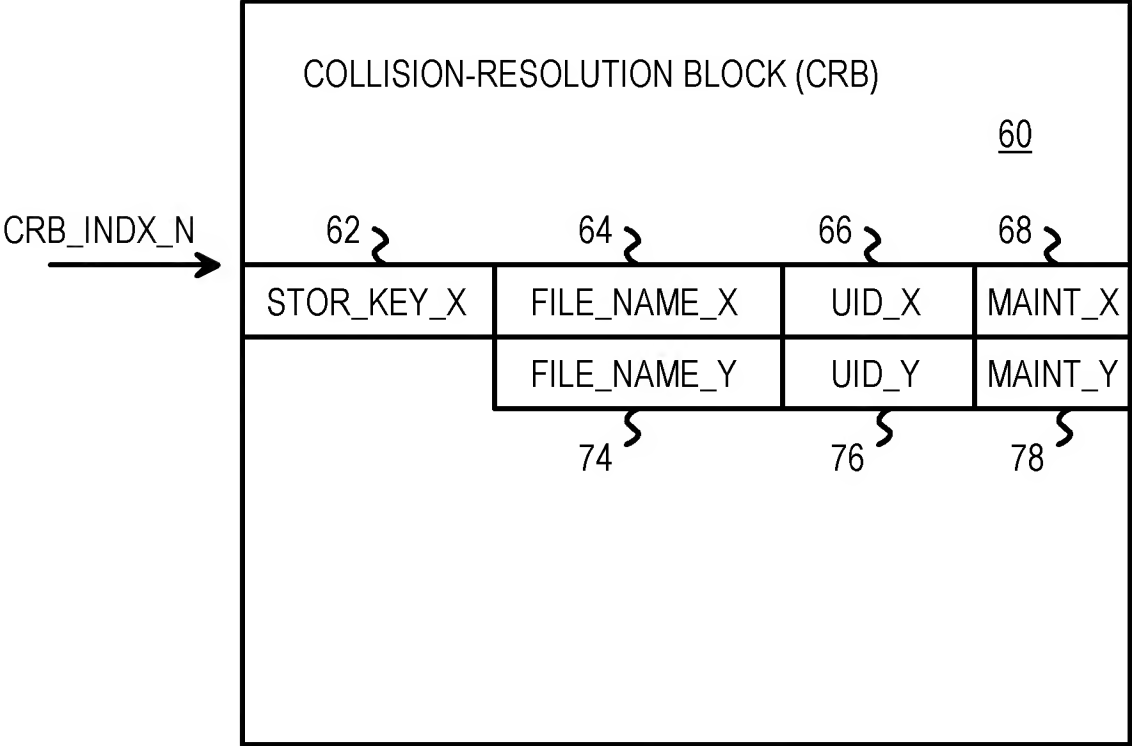 COLLISION-RESOLUTION BLOCK (CRB)
60
CRB_INDX_N
62 64 66 68
STOR_KEY_X FILE_NAME_X UID_X MAINT_X
FILE_NAME_Y UID_Y MAINT_Y
74 76 78